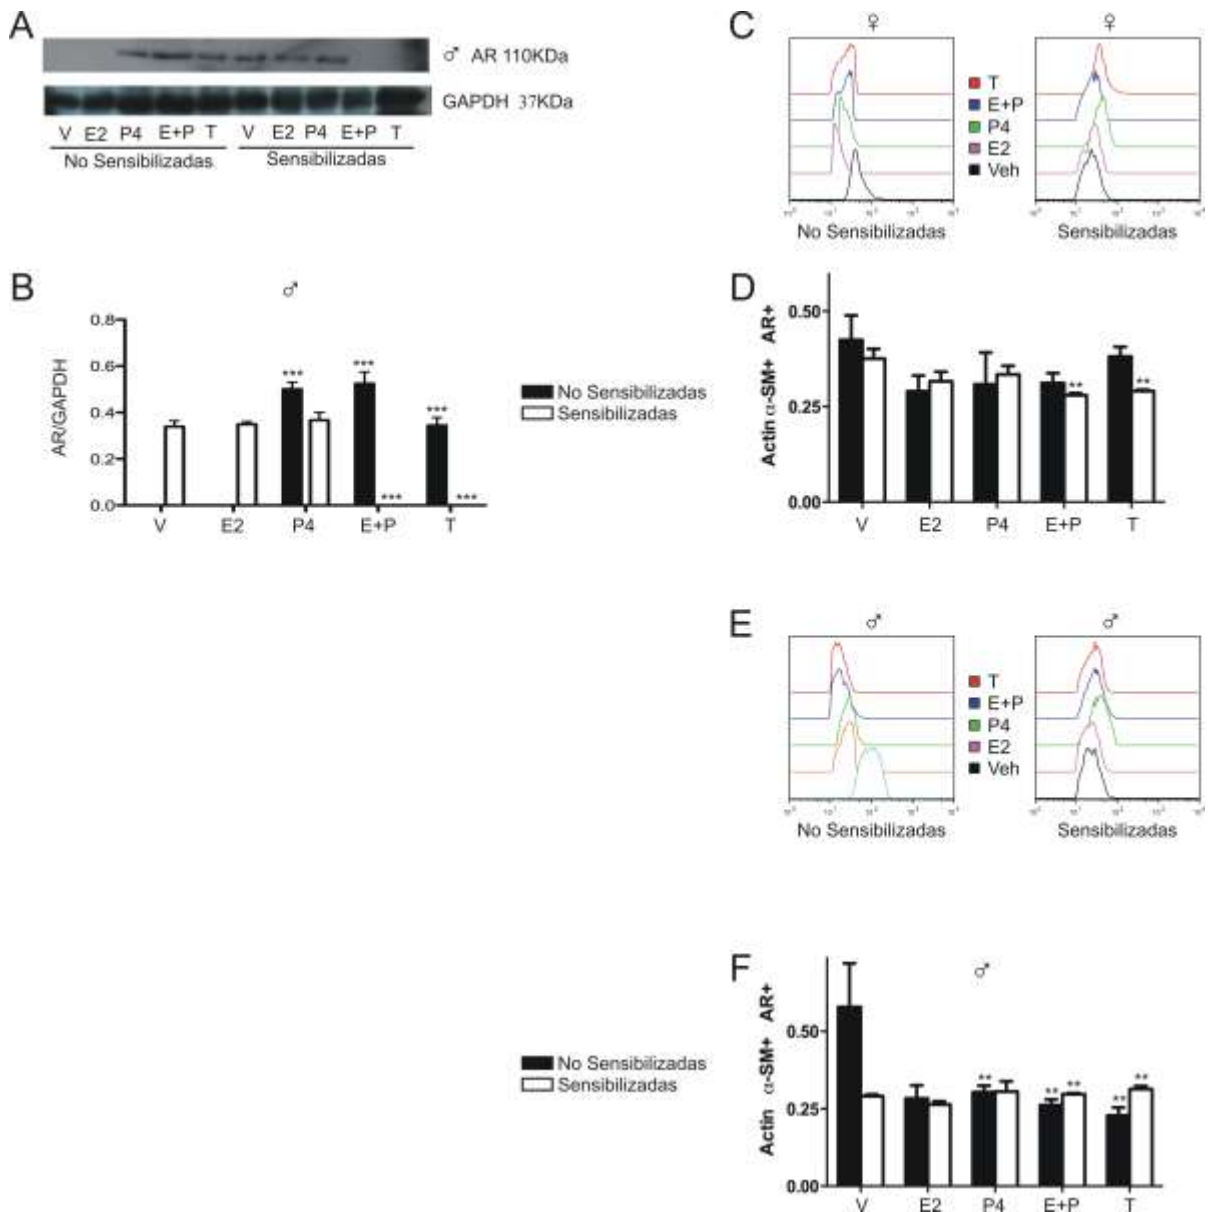 A
♂ AR 110KDa
GAPDH 37KDa
V E2 P4 E+P T V E2 P4 E+P T
No Sensibilizadas Sensibilizadas
B
♂
0.8
0.6
0.4
0.2
0.0
AR/GAPDH
*** *** *** *** ***
V E2 P4 E+P T
No Sensibilizadas
Sensibilizadas
C
♀ ♀
T
E+P
P4
E2
Veh
No Sensibilizadas Sensibilizadas
D
Actin α-SM+ AR+
0.50
0.25
0.00
** **
V E2 P4 E+P T
E
♂ ♂
T
E+P
P4
E2
Veh
No Sensibilizadas Sensibilizadas
No Sensibilizadas
Sensibilizadas
F
♂
Actin α-SM+ AR+
0.50
0.25
0.00
** ** ** ** **
V E2 P4 E+P T